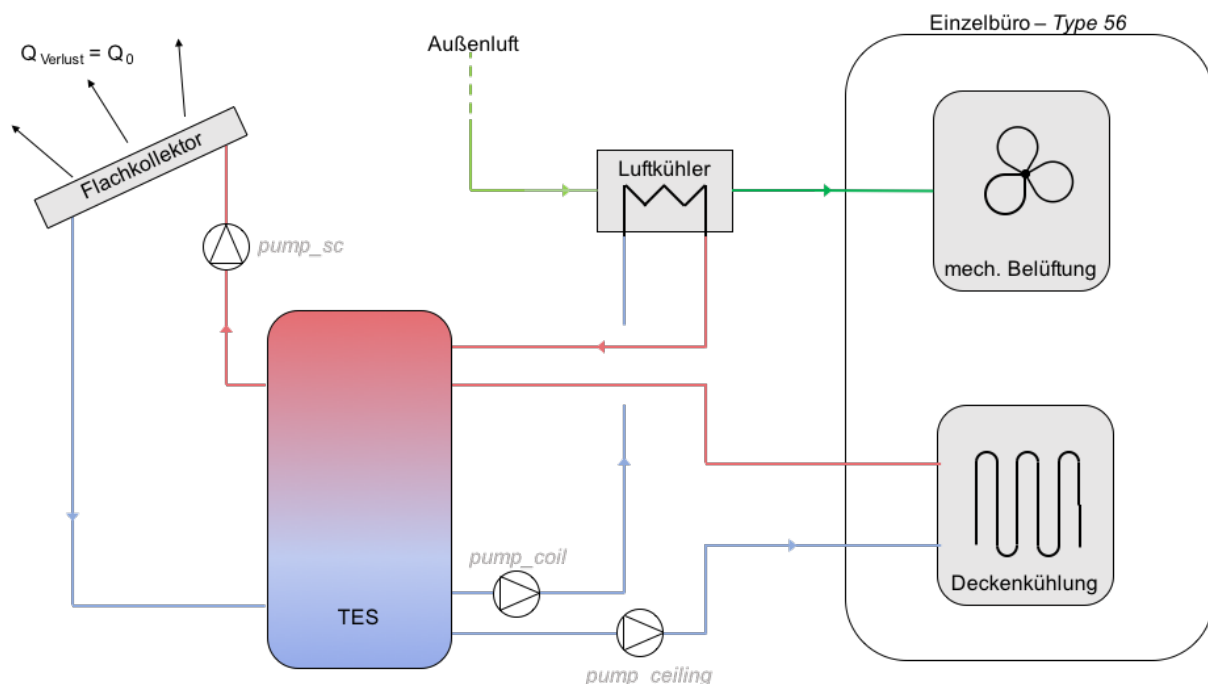 Einzelbüro – Type 56
Außenluft
Q Verlust = Q0
Flachkollektor
Luftkühler
pump_sc
mech. Belüftung
pump_coil
Deckenkühlung
TES
pump_ceiling